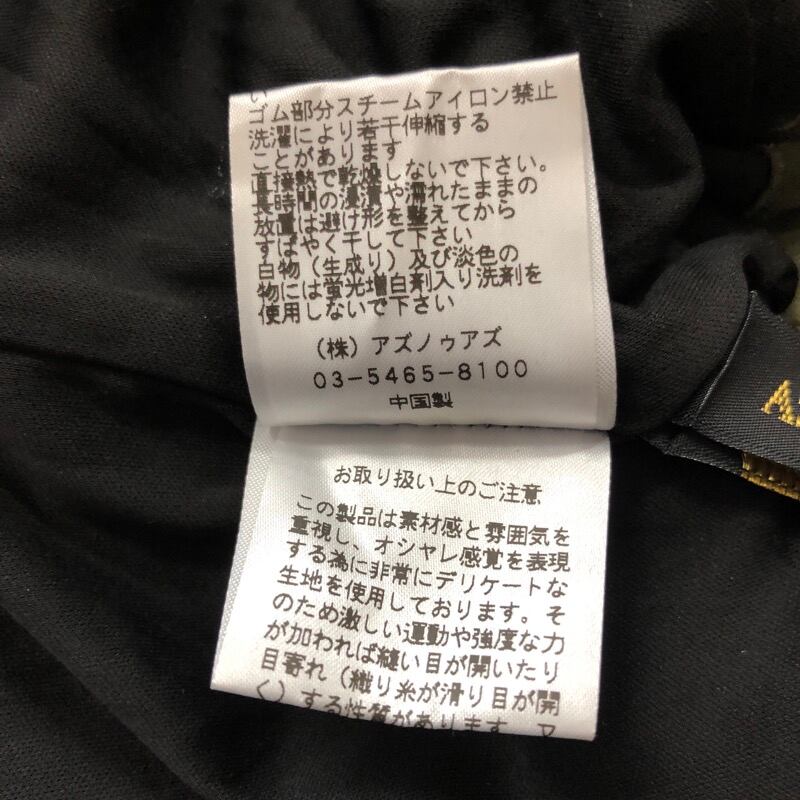 い
ゴム部分スチームアイロン禁止
洗濯により若干伸縮する
ことがあります
直接熱で乾燥しないで下さい。
長時間の浸漬や濡れたままの
放置は避け形を整えてから
すばやく干して下さい
白物（生成り）及び淡色の
物には蛍光増白剤入り洗剤を
使用しないで下さい
（株）アズノゥアズ
03-5465-8100
中国製
お取り扱い上のご注意
この製品は素材感と雰囲気を
重視し、オシャレ感覚を表現
する為に非常にデリケートな
生地を使用しております。そ
のため激しい運動や強度な力
が加われば縫い目が開いたり
目寄れ（織り糸が滑り目が開
く）する性質があります。又